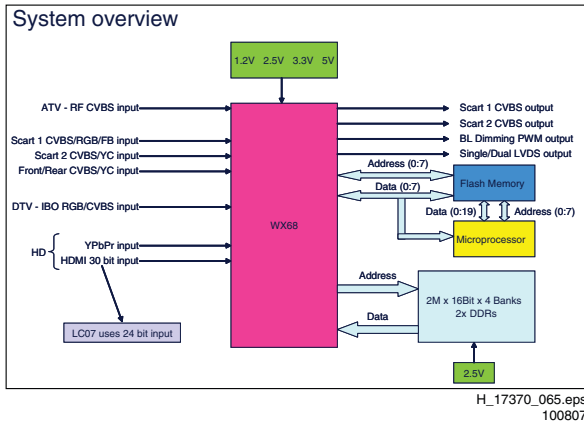 System overview
1.2V 2.5V 3.3V 5V
ATV - RF CVBS input
Scart 1 CVBS/RGB/FB input
Scart 2 CVBS/YC input
Front/Rear CVBS/YC input
DTV - IBO RGB/CVBS input
HD
YPbPr input
HDMI 30 bit input
LC07 uses 24 bit input
WX68
Scart 1 CVBS output
Scart 2 CVBS output
BL Dimming PWM output
Single/Dual LVDS output
Address (0:7)
Data (0:7)
Flash Memory
Data (0:19)
Address (0:7)
Microprocessor
Address
Data
2M x 16Bit x 4 Banks
2x DDRs
2.5V
H_17370_065.eps
100807